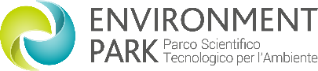 ENVIRONMENT
PARK Parco Scientifico
Tecnologico per l'Ambiente